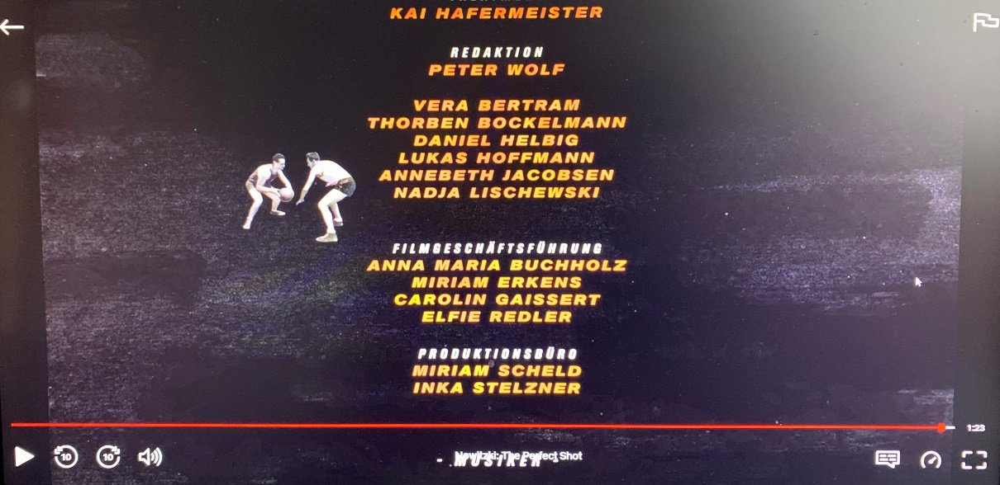 KAI HAFERMEISTER
REDAKTION
PETER WOLF
VERA BERTRAM
THORBEN BOCKELMANN
DANIEL HELBIG
LUKAS HOFFMANN
ANNEBETH JACOBSEN
NADJA LISCHEWSKI
FILMGESCHÄFTSFÜHRUNG
ANNA MARIA BUCHHOLZ
MIRIAM ERKENS
CAROLIN GAISSERT
ELFIE REDLER
PRODUKTIONSBÜRO
MIRIAM SCHELD
INKA STELZNER
1:23
10 10
Nowitzki: The Perfect Shot
MUSIKER